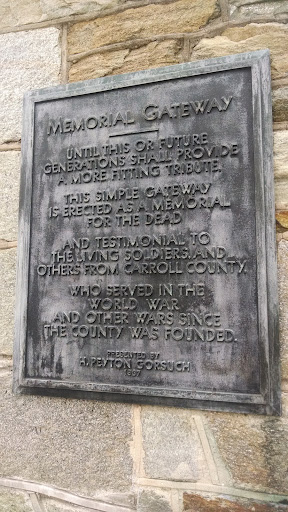 MEMORIAL GATEWAY
UNTIL THIS OR FUTURE
GENERATIONS SHALL PROVIDE
A MORE FITTING TRIBUTE.
THIS SIMPLE GATEWAY
IS ERECTED AS A MEMORIAL
FOR THE DEAD
AND TESTIMONIAL TO
THE LIVING SOLDIERS. AND
OTHERS FROM CARROLL COUNTY.
WHO SERVED IN THE
WORLD WAR
AND OTHER WARS SINCE
THE COUNTY WAS FOUNDED.
PRESENTED BY
H. PEYTON GORSUCH
1937